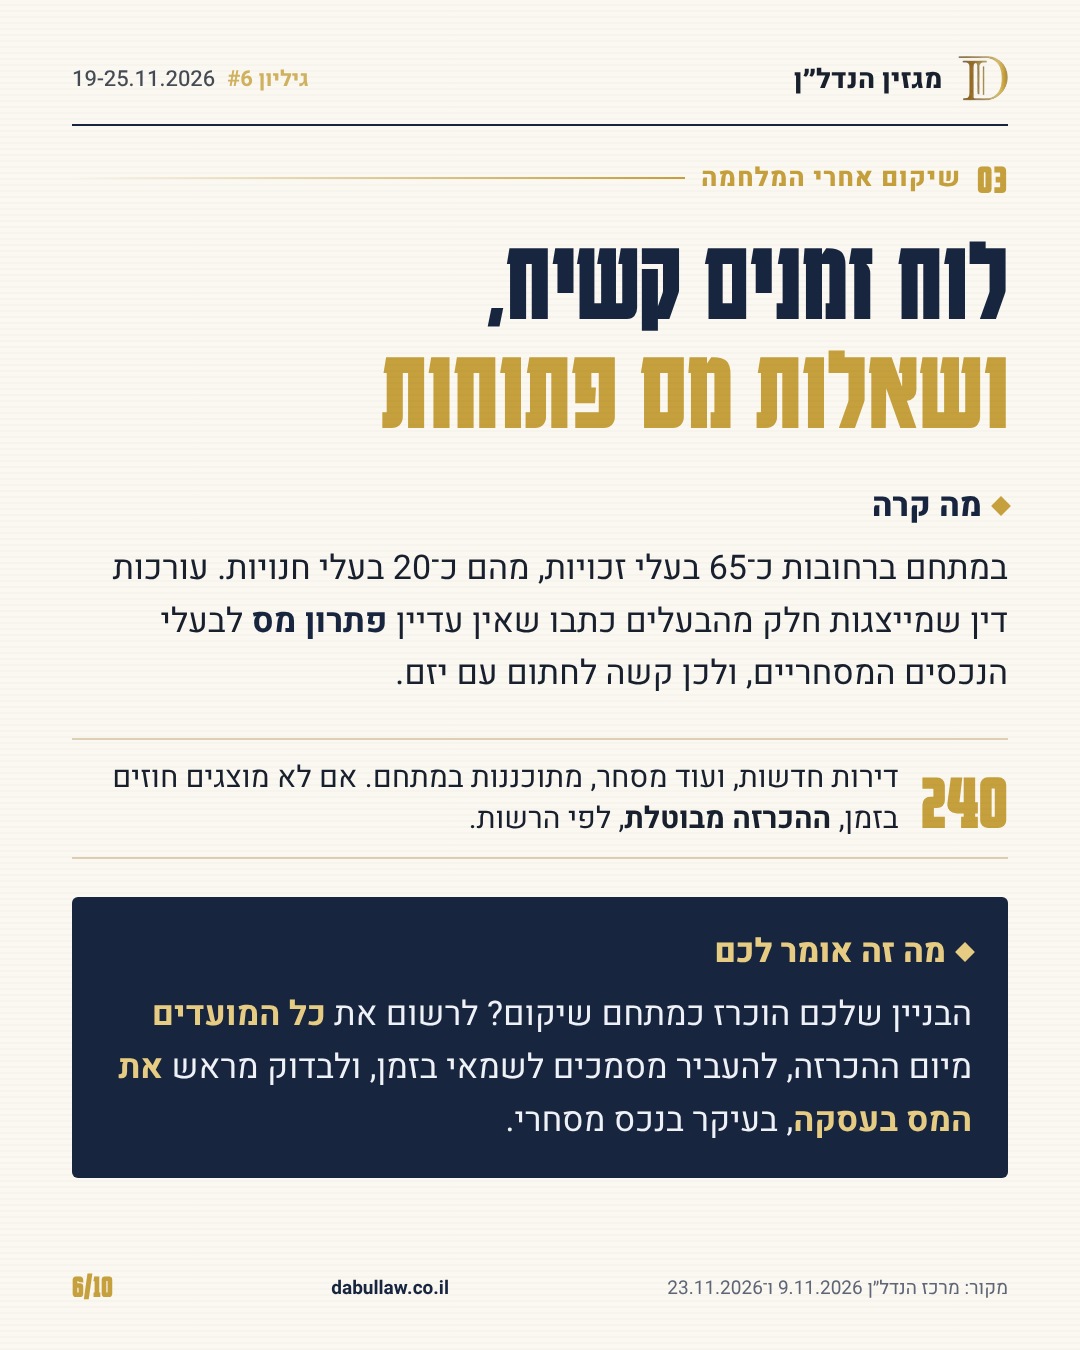 מגזין הנדל״ן
גיליון #6 19-25.11.2026
03 שיקום אחרי המלחמה
לוח זמנים קשיח,
ושאלות מס פתוחות
מה קרה
במתחם ברחובות כ־65 בעלי זכויות, מהם כ־20 בעלי חנויות. עורכות
דין שמייצגות חלק מהבעלים כתבו שאין עדיין פתרון מס לבעלי
הנכסים המסחריים, ולכן קשה לחתום עם יזם.
240
דירות חדשות, ועוד מסחר, מתוכננות במתחם. אם לא מוצגים חוזים
בזמן, ההכרזה מבוטלת, לפי הרשות.
מה זה אומר לכם
הבניין שלכם הוכרז כמתחם שיקום? לרשום את כל המועדים
מיום ההכרזה, להעביר מסמכים לשמאי בזמן, ולבדוק מראש את
המס בעסקה, בעיקר בנכס מסחרי.
מקור: מרכז הנדל״ן 9.11.2026 ו־23.11.2026
dabullaw.co.il
6/10